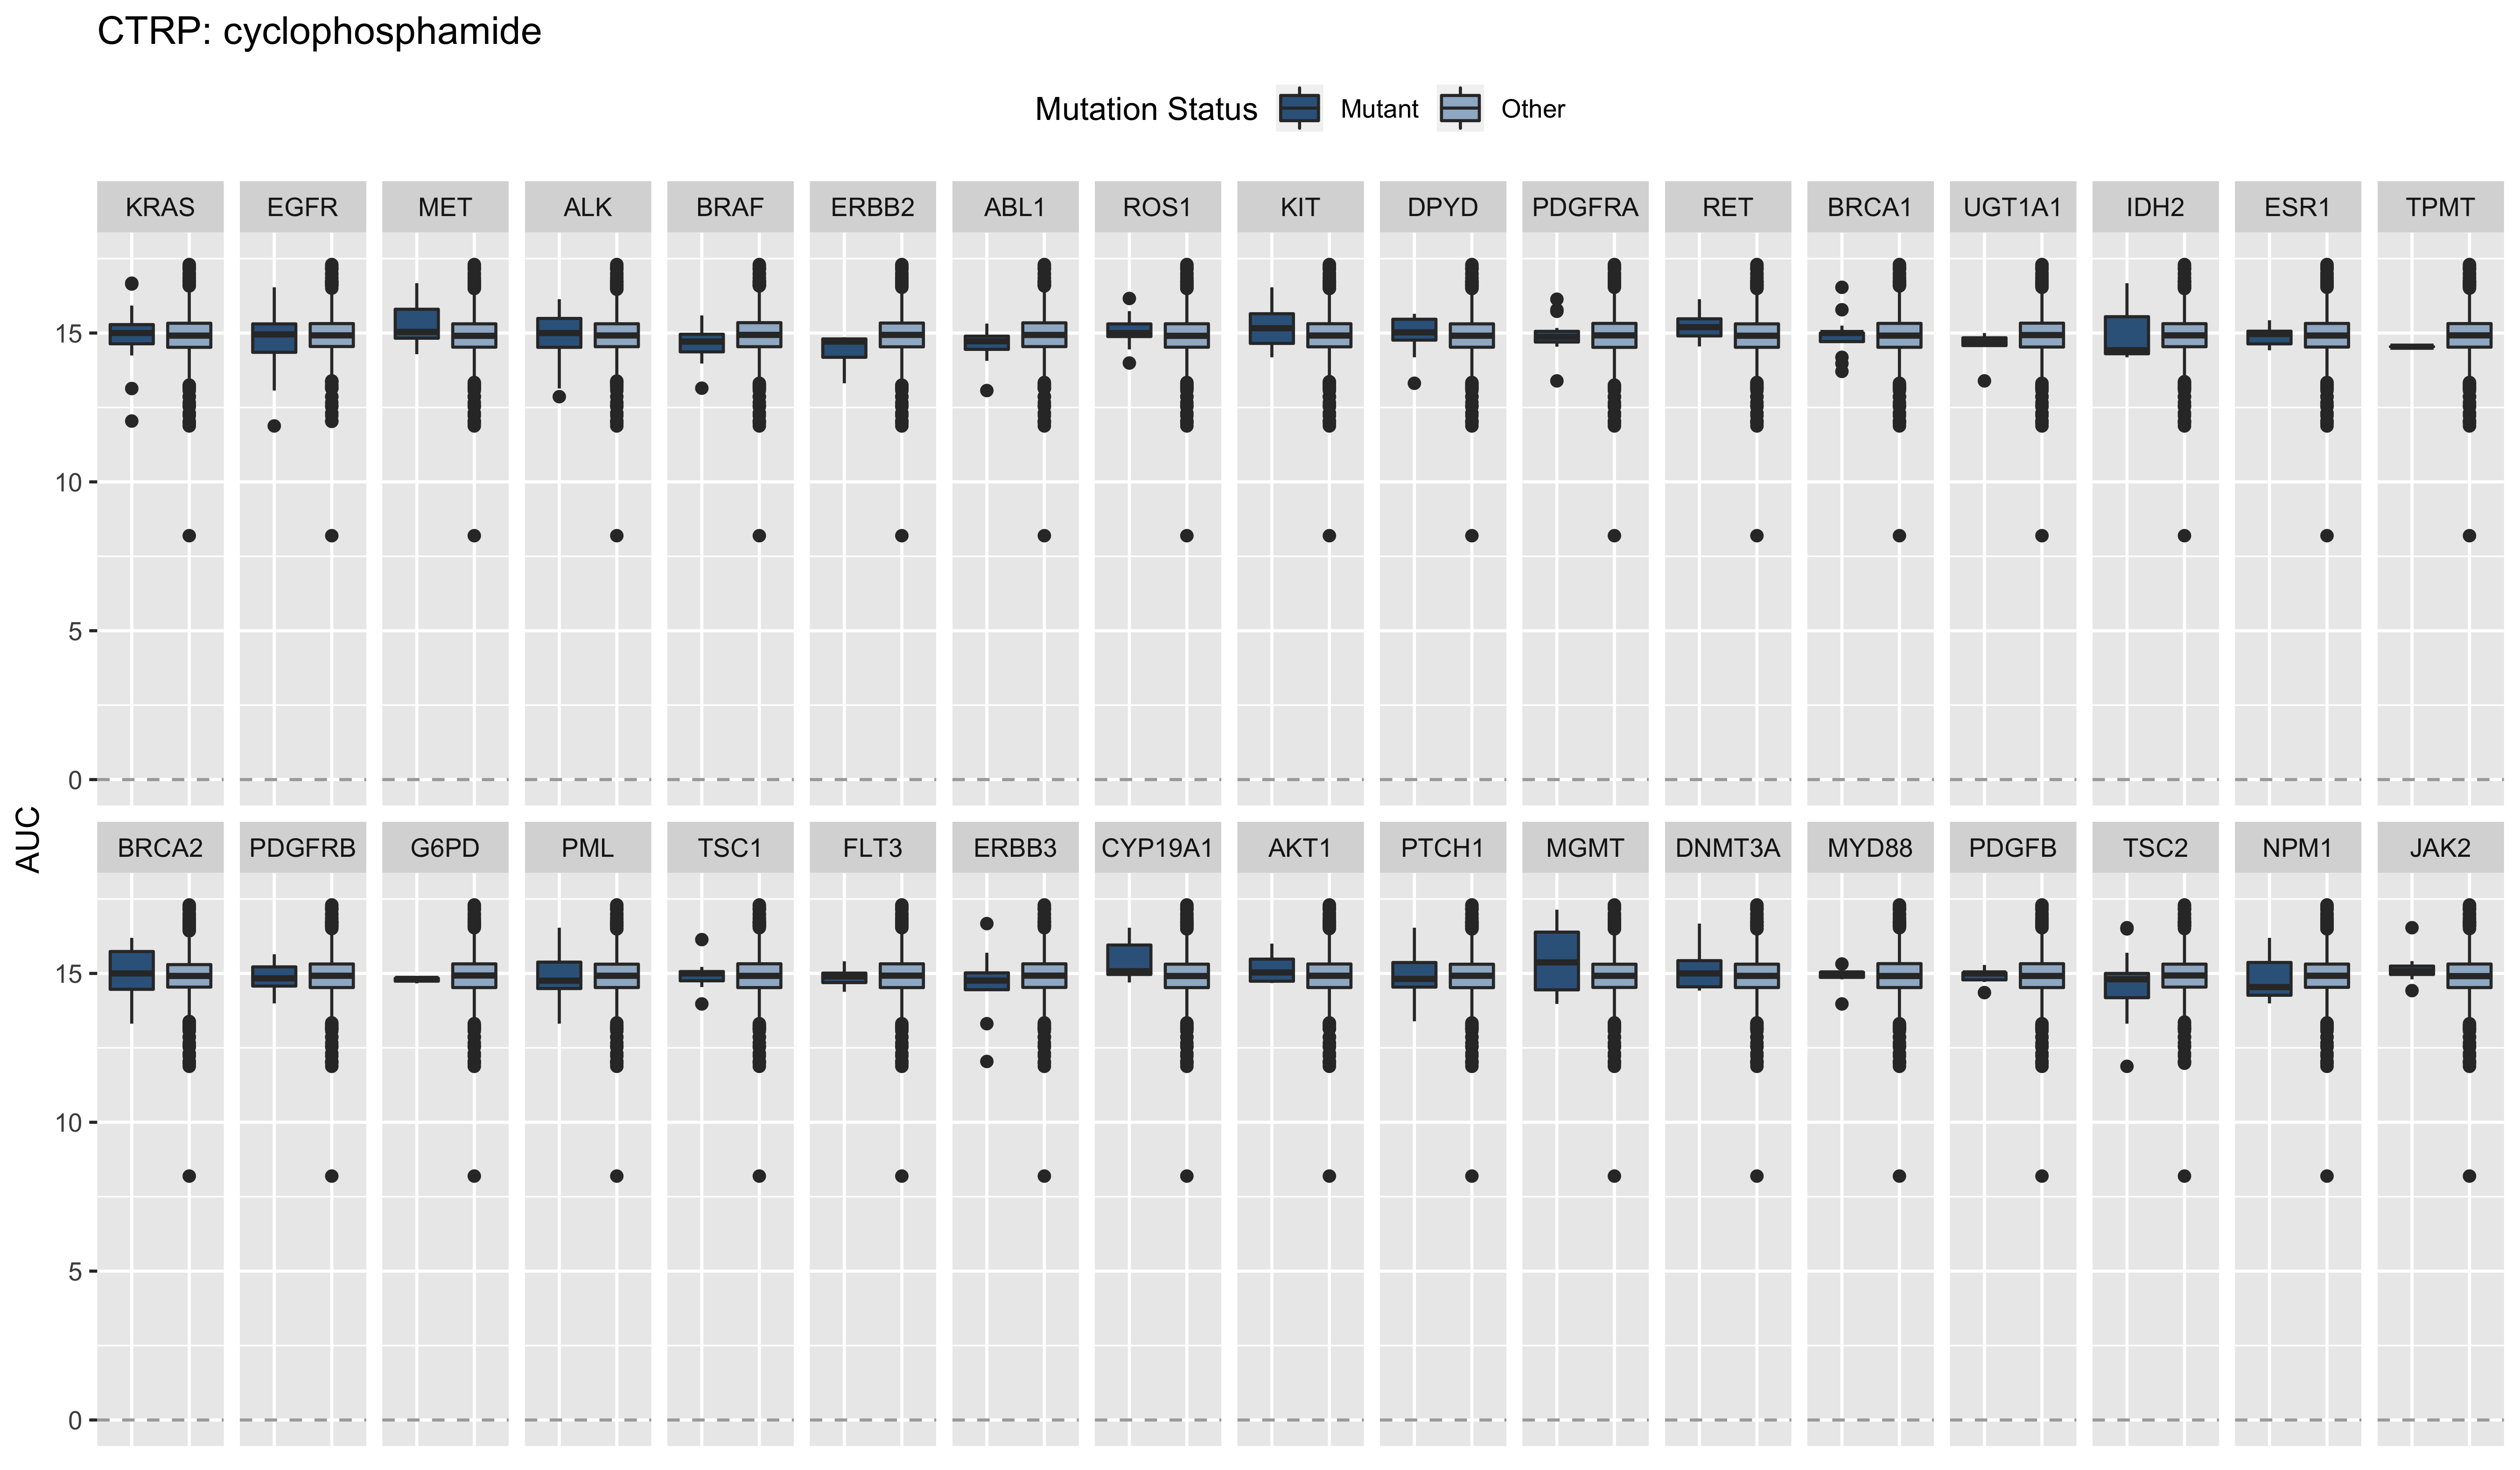 CTRP: cyclophosphamide
Mutation Status Mutant Other
KRAS EGFR MET ALK BRAF ERBB2 ABL1 ROS1 KIT DPYD PDGFRA RET BRCA1 UGT1A1 IDH2 ESR1 TPMT
15
10
5
0
AUC
BRCA2 PDGFRB G6PD PML TSC1 FLT3 ERBB3 CYP19A1 AKT1 PTCH1 MGMT DNMT3A MYD88 PDGFB TSC2 NPM1 JAK2
15
10
5
0